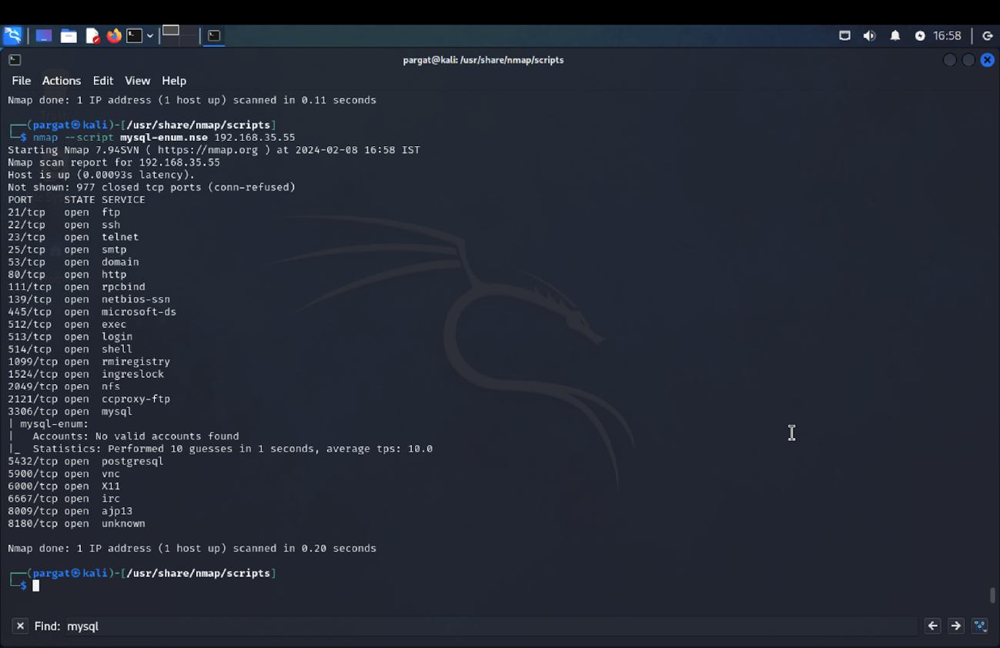 16:58
pargat@kali: /usr/share/nmap/scripts
File Actions Edit View Help
Nmap done: 1 IP address (1 host up) scanned in 0.11 seconds
┌──(pargat㉿kali)-[/usr/share/nmap/scripts]
└─$ nmap --script mysql-enum.nse 192.168.35.55
Starting Nmap 7.94SVN ( https://nmap.org ) at 2024-02-08 16:58 IST
Nmap scan report for 192.168.35.55
Host is up (0.00093s latency).
Not shown: 977 closed tcp ports (conn-refused)
PORT     STATE SERVICE
21/tcp   open  ftp
22/tcp   open  ssh
23/tcp   open  telnet
25/tcp   open  smtp
53/tcp   open  domain
80/tcp   open  http
111/tcp  open  rpcbind
139/tcp  open  netbios-ssn
445/tcp  open  microsoft-ds
512/tcp  open  exec
513/tcp  open  login
514/tcp  open  shell
1099/tcp open  rmiregistry
1524/tcp open  ingreslock
2049/tcp open  nfs
2121/tcp open  ccproxy-ftp
3306/tcp open  mysql
| mysql-enum:
|   Accounts: No valid accounts found
|_  Statistics: Performed 10 guesses in 1 seconds, average tps: 10.0
5432/tcp open  postgresql
5900/tcp open  vnc
6000/tcp open  X11
6667/tcp open  irc
8009/tcp open  ajp13
8180/tcp open  unknown
Nmap done: 1 IP address (1 host up) scanned in 0.20 seconds
┌──(pargat㉿kali)-[/usr/share/nmap/scripts]
└─$
Find: mysql